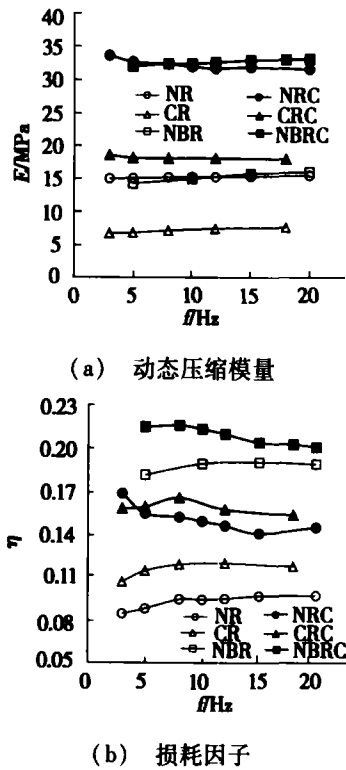 E/MPa
40
35
30
25
20
15
10
5
0
NR
NRC
CR
CRC
NBR
NBRC
0
5
10
15
20
f/Hz
(a) 动态压缩模量
η
0.23
0.20
0.17
0.14
0.11
0.08
0.05
NR
NRC
CR
CRC
NBR
NBRC
0
5
10
15
20
f/Hz
(b) 损耗因子